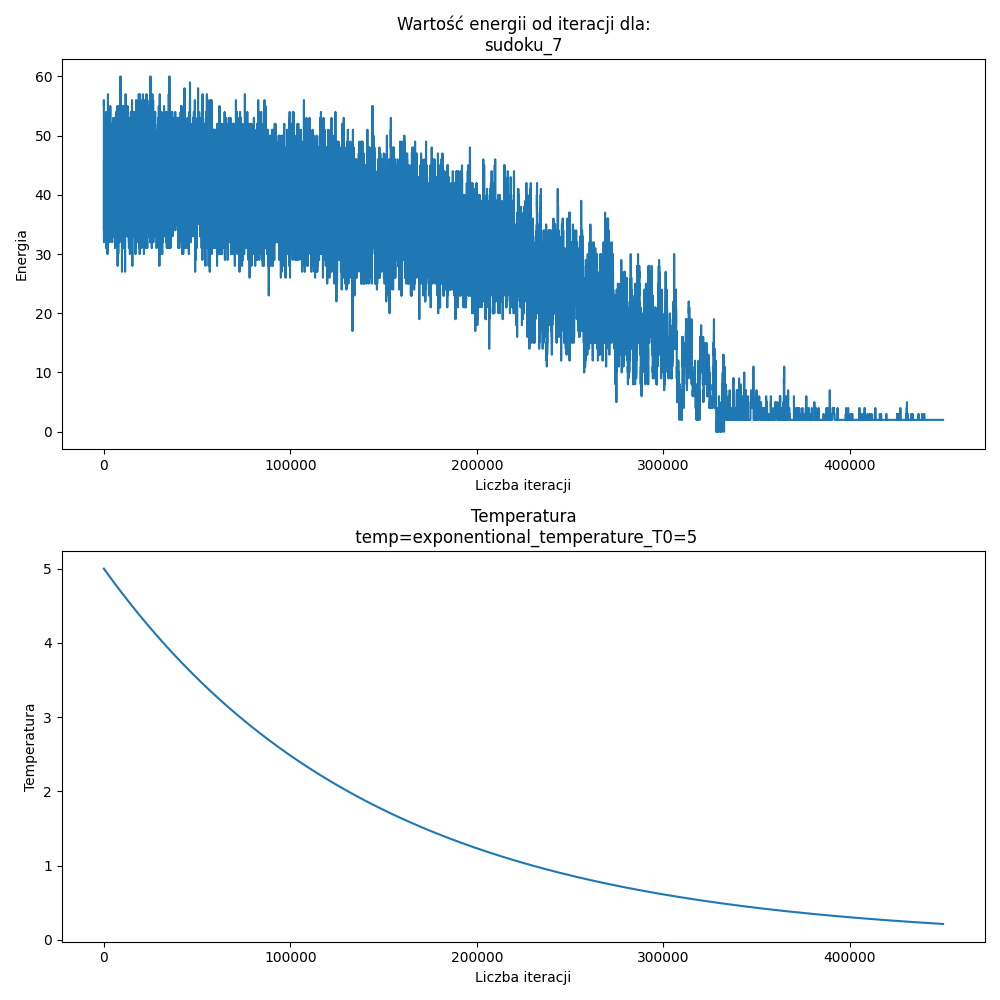 Wartość energii od iteracji dla:
sudoku_7
60
50
40
30
20
10
0
Energia
0 100000 200000 300000 400000
Liczba iteracji
Temperatura
temp=exponentional_temperature_T0=5
5
4
3
2
1
0
Temperatura
0 100000 200000 300000 400000
Liczba iteracji